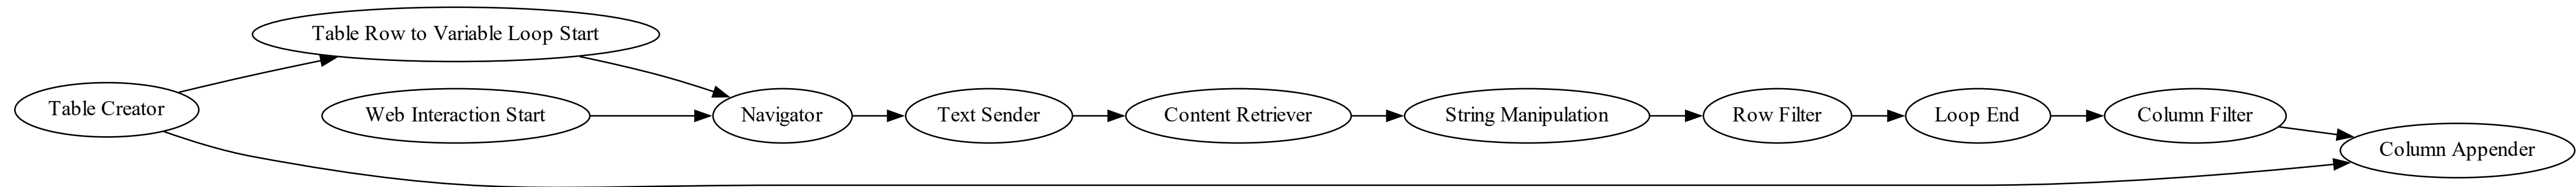 Table Row to Variable Loop Start
Table Creator
Web Interaction Start
Navigator
Text Sender
Content Retriever
String Manipulation
Row Filter
Loop End
Column Filter
Column Appender